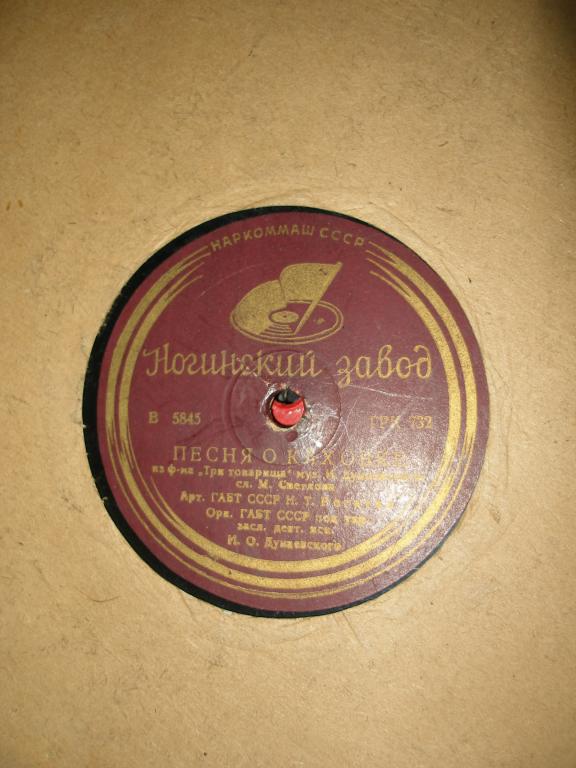 НАРКОММАШ СССР
Ногинский завод
В 5845 ГРК 732
ПЕСНЯ О
из ф-ма „Три товарища“ муз. И.
сл. М. Светлова
Арт. ГАБТ СССР Н. Т.
Орк. ГАБТ СССР под упр.
засл. деят. иск.
И. О. Дунаевского